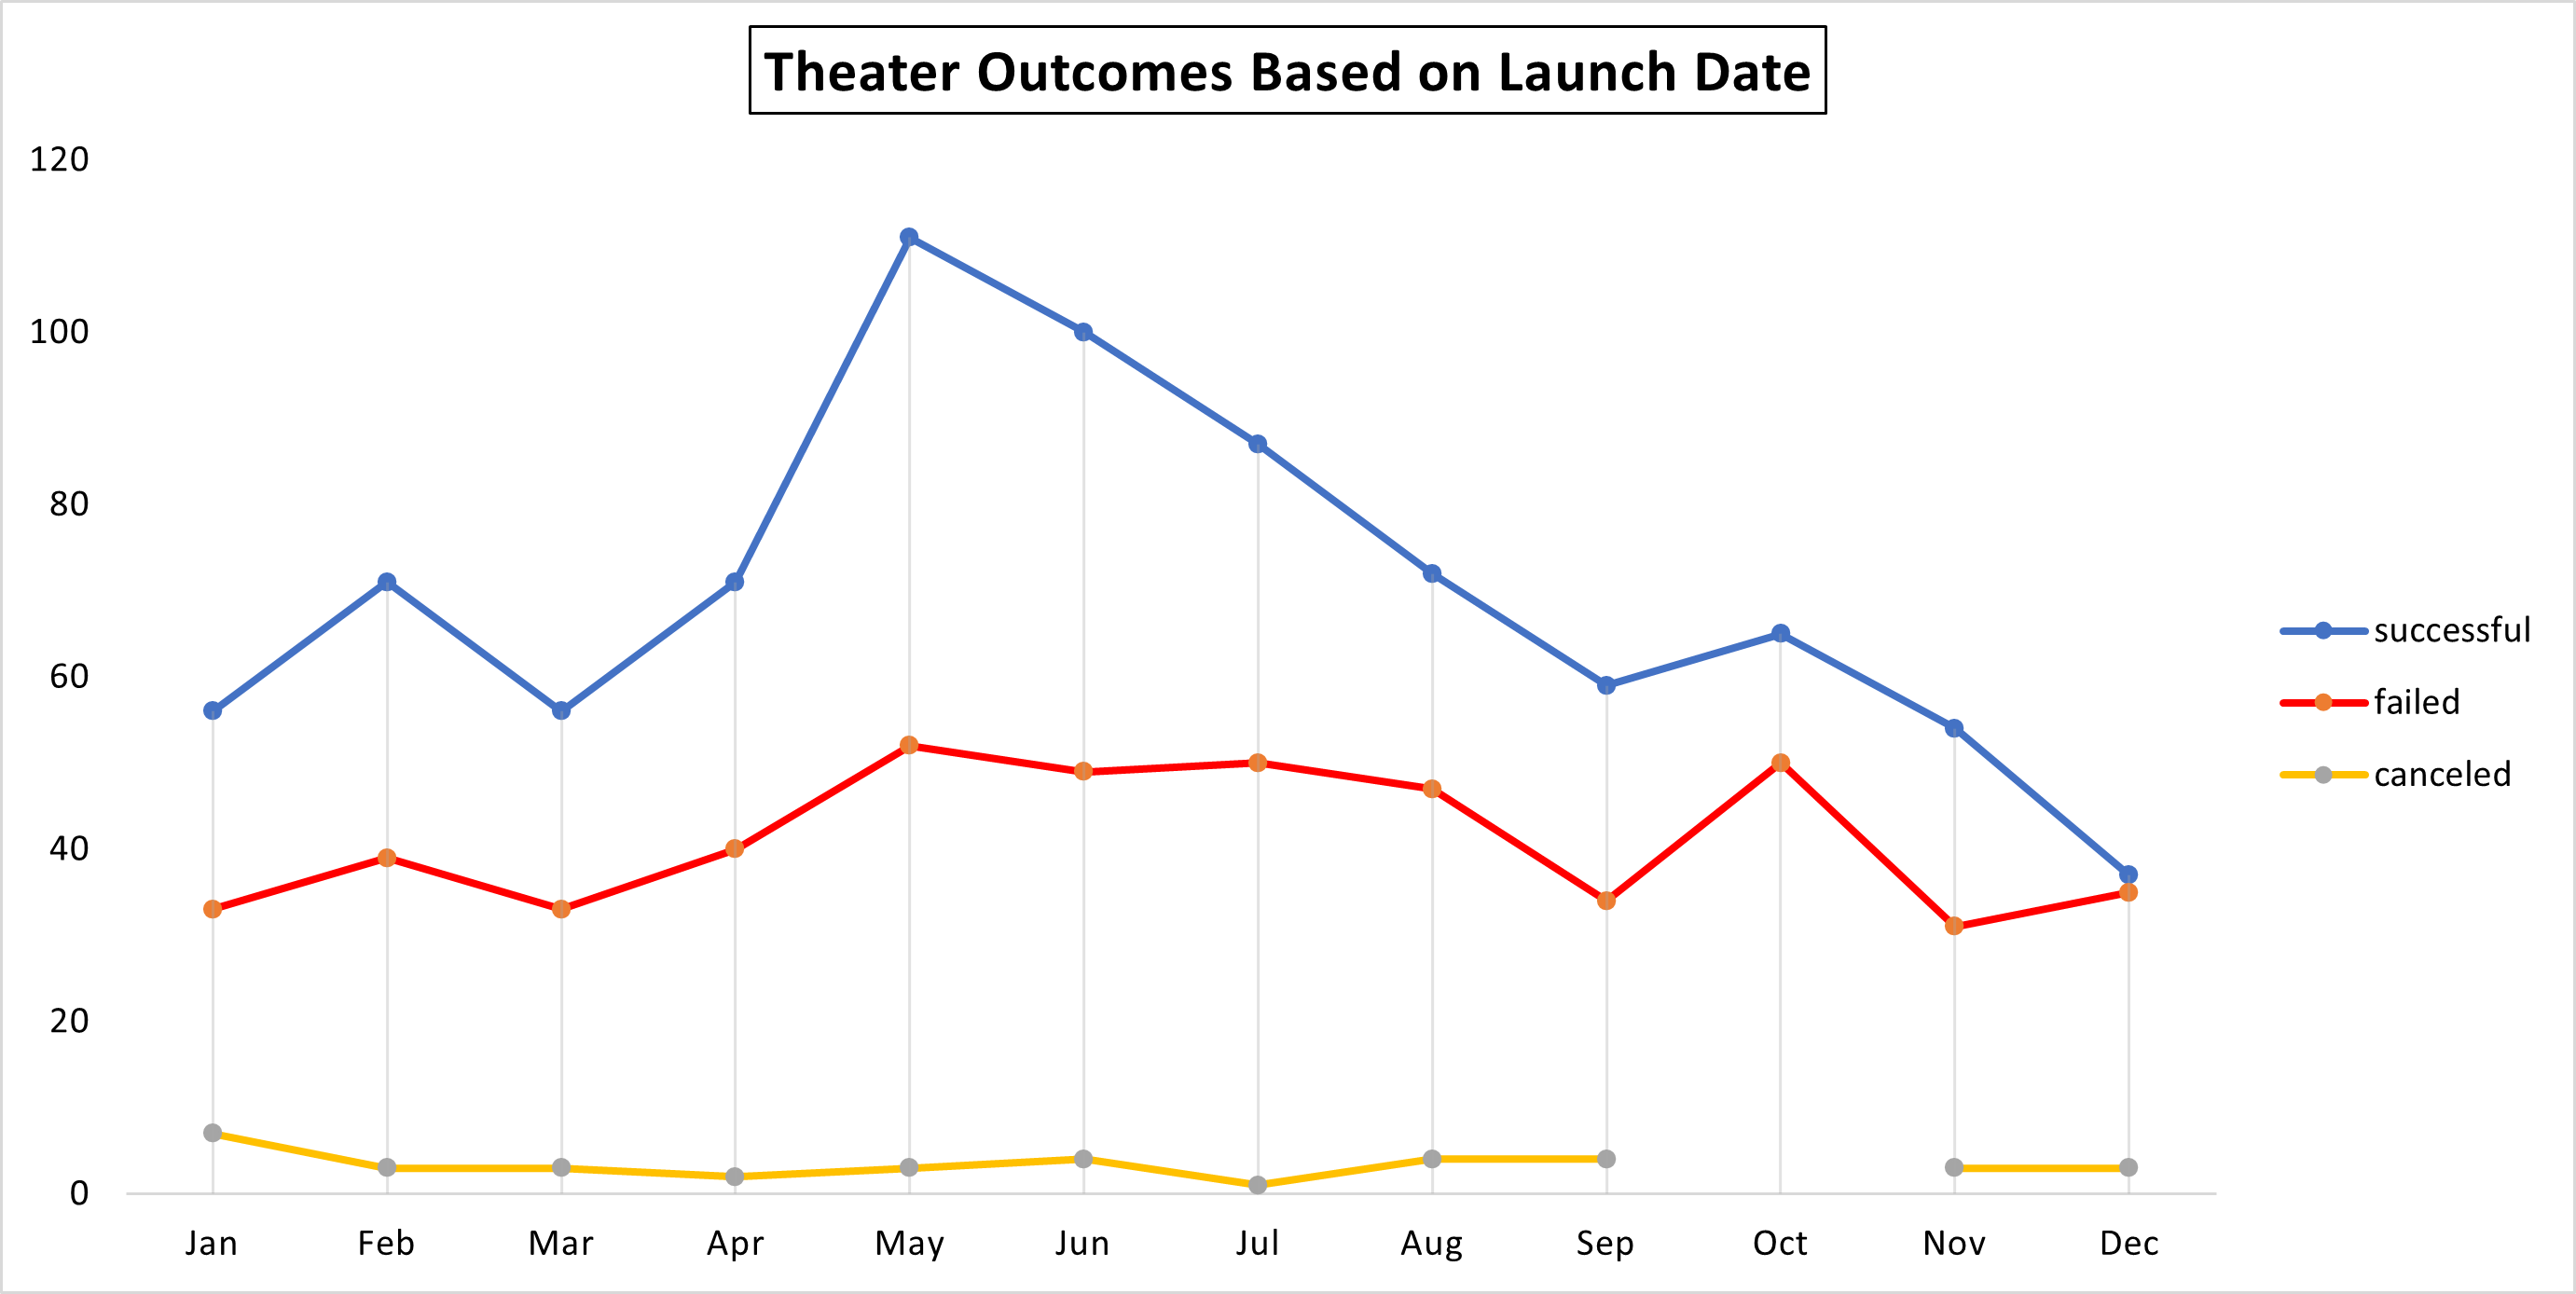 Theater Outcomes Based on Launch Date
120
100
80
60
40
20
0
Jan Feb Mar Apr May Jun Jul Aug Sep Oct Nov Dec
successful
failed
canceled